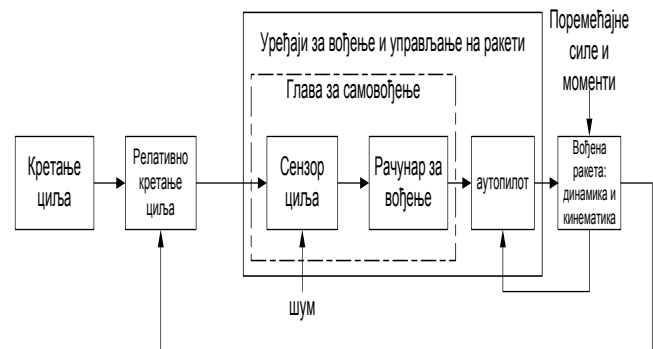 Уређаји за вођење и управљање на ракети
Поремећајне
силе и
моменти
Глава за самовођење
Кретање
циља
Релативно
кретање
циља
Сензор
циља
Рачунар за
вођење
аутопилот
Вођена
ракета:
динамика и
кинематика
шум